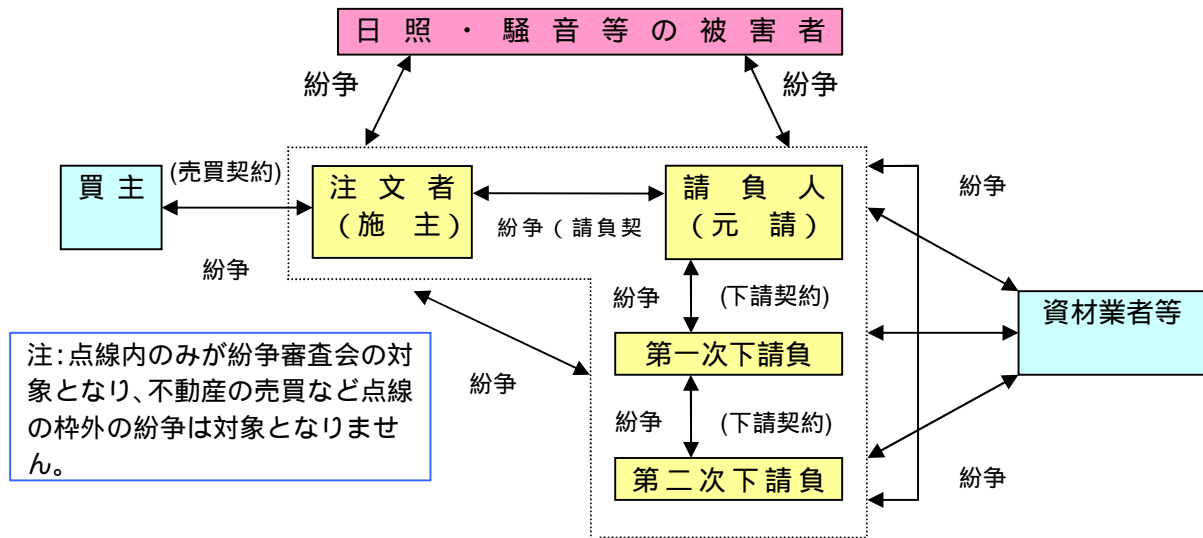 日照・騒音等の被害者
紛争
紛争
買主
(売買契約)
紛争
注文者
(施主)
紛争(請負契
請負人
(元請)
紛争
紛争
(下請契約)
第一次下請負
紛争
紛争
(下請契約)
第二次下請負
紛争
資材業者等
注:点線内のみが紛争審査会の対
象となり、不動産の売買など点線
の枠外の紛争は対象となりませ
ん。